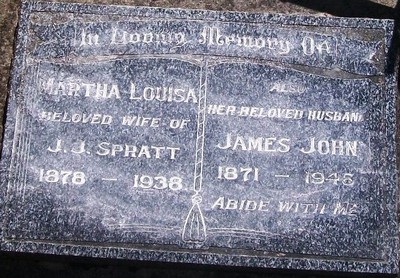 In Loving Memory Of
Martha Louisa
Beloved Wife of
J. J. Spratt
1878 – 1938
Also
Her Beloved Husband
James John
1871 – 1948
Abide With Me